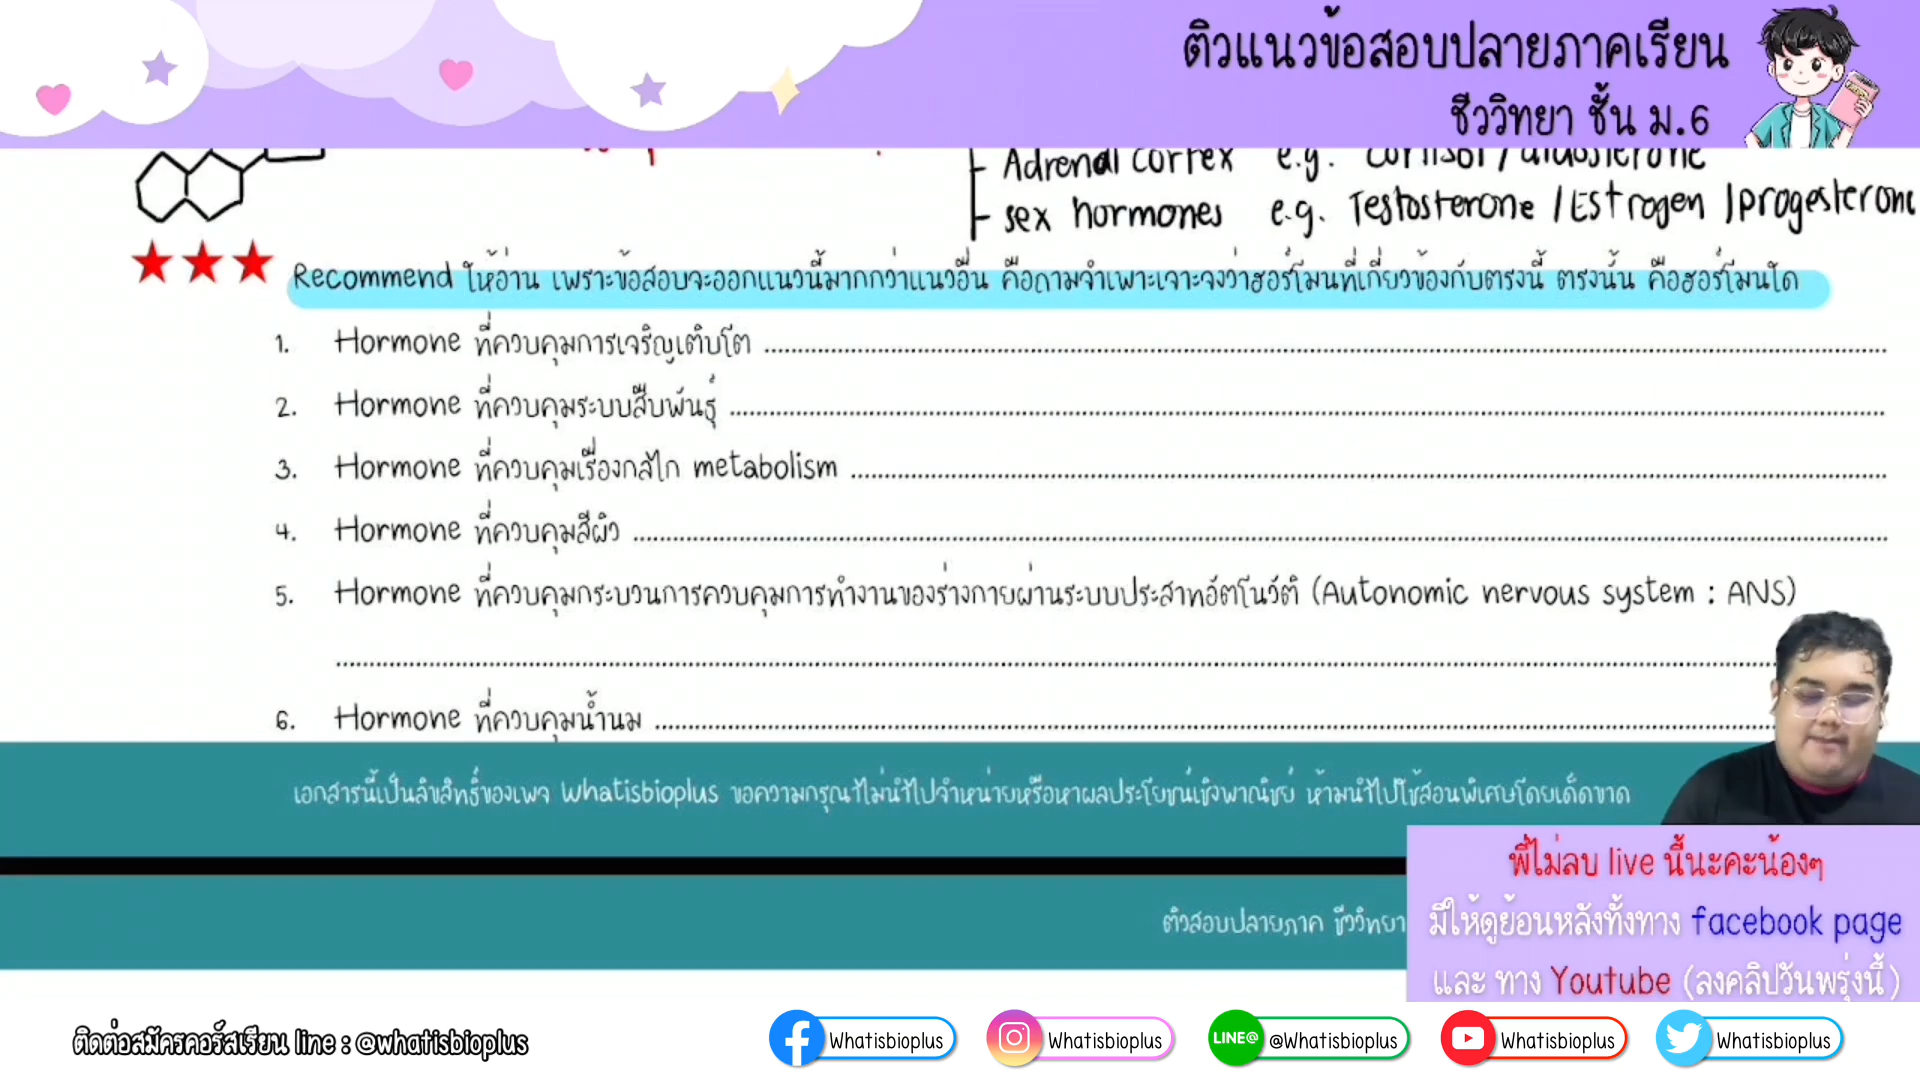 ติวแนวข้อสอบปลายภาคเรียน
ชีววิทยา ชั้น ม.6
Adrenal cortex e.g. cortisol / aldosterone
sex hormones e.g. Testosterone / Estrogen / progesterone
Recommend ให้อ่าน เพราะข้อสอบจะออกแนวนี้มากกว่าแนวอื่น คือถามจำเพาะเจาะจงว่าฮอร์โมนที่เกี่ยวข้องกับตรงนี้ ตรงนั้น คือฮอร์โมนใด
1. Hormone ที่ควบคุมการเจริญเติบโต
2. Hormone ที่ควบคุมระบบสืบพันธุ์
3. Hormone ที่ควบคุมเรื่องกลไก metabolism
4. Hormone ที่ควบคุมสีผิว
5. Hormone ที่ควบคุมกระบวนการควบคุมการทำงานของร่างกายผ่านระบบประสาทอัตโนวัติ (Autonomic nervous system : ANS)
6. Hormone ที่ควบคุมน้ำนม
เอกสารนี้เป็นลิขสิทธิ์ของเพจ whatisbioplus ขอความกรุณาไม่นำไปจำหน่ายหรือหาผลประโยชน์เชิงพาณิชย์ ห้ามนำไปใช้สอนพิเศษโดยเด็ดขาด
พี่ไม่ลบ live นี้นะคะน้องๆ
มีให้ดูย้อนหลังทั้งทาง facebook page
และ ทาง Youtube (ลงคลิปวันพรุ่งนี้)
ติวสอบปลายภาค ชีววิทยา
ติดต่อสมัครคอร์สเรียน line : @whatisbioplus
Whatisbioplus
Whatisbioplus
LINE@ @Whatisbioplus
Whatisbioplus
Whatisbioplus